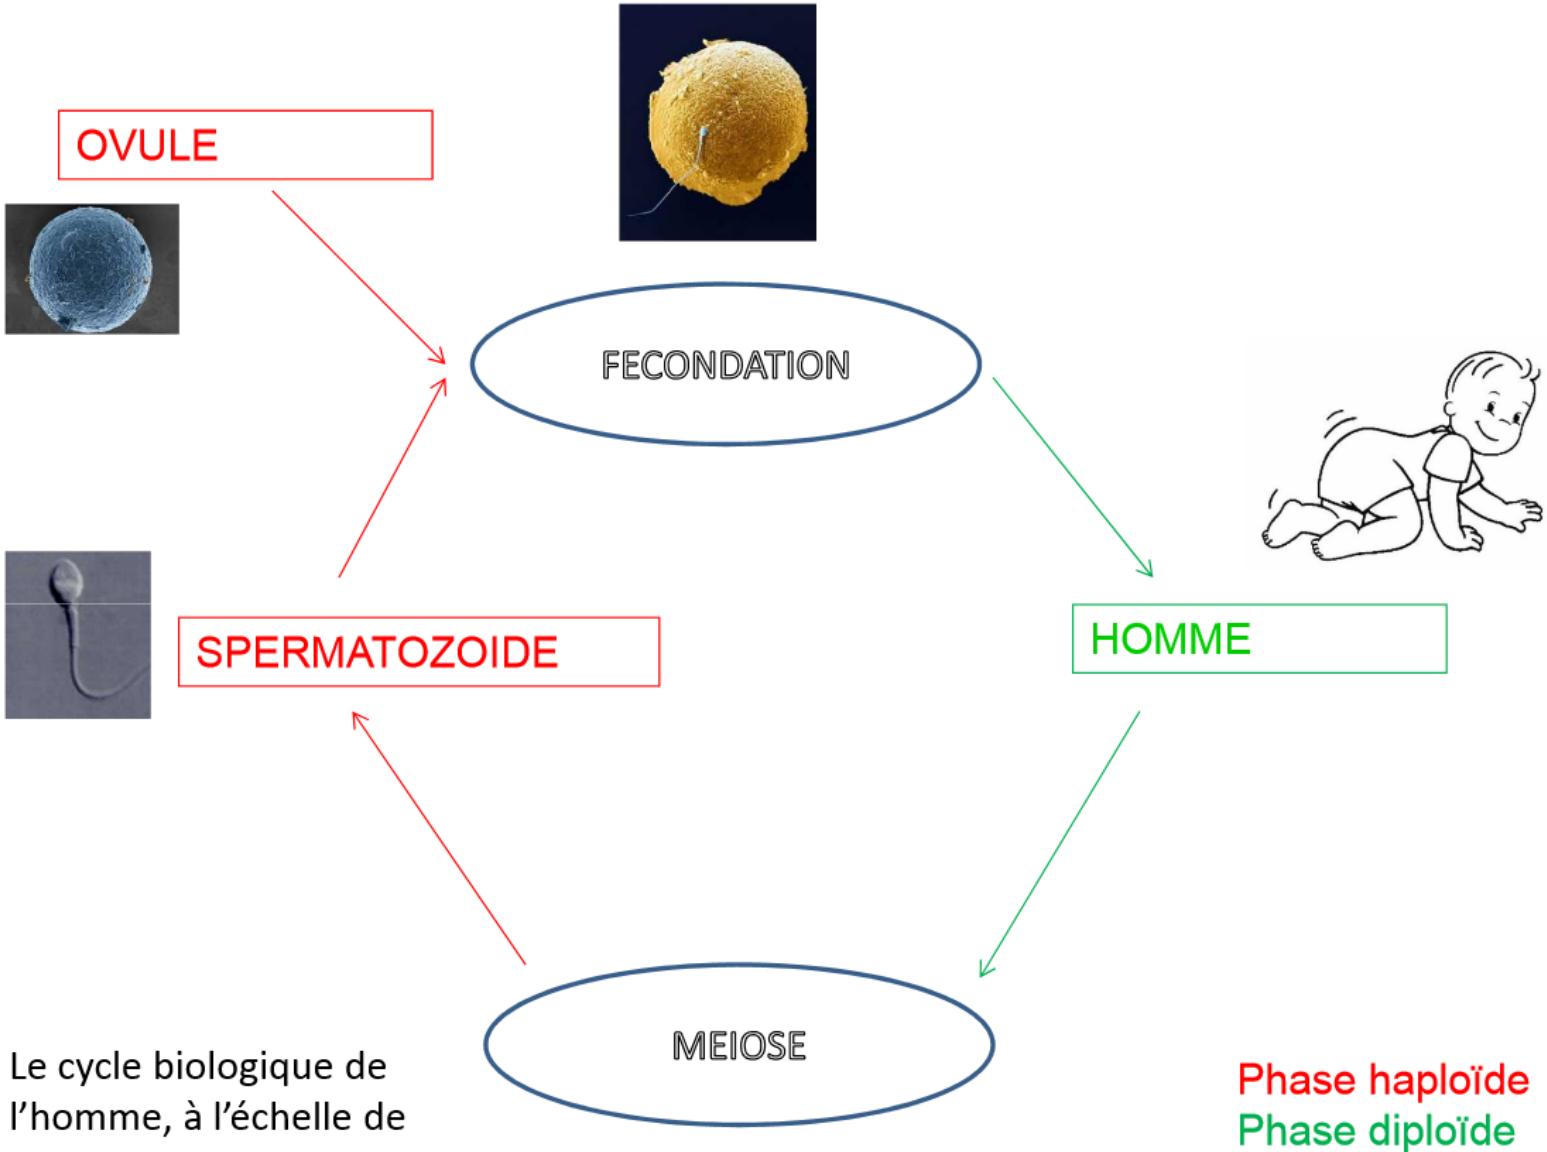 OVULE
FECONDATION
SPERMATOZOIDE
HOMME
MEIOSE
Le cycle biologique de
l'homme, à l'échelle de
Phase haploïde
Phase diploïde